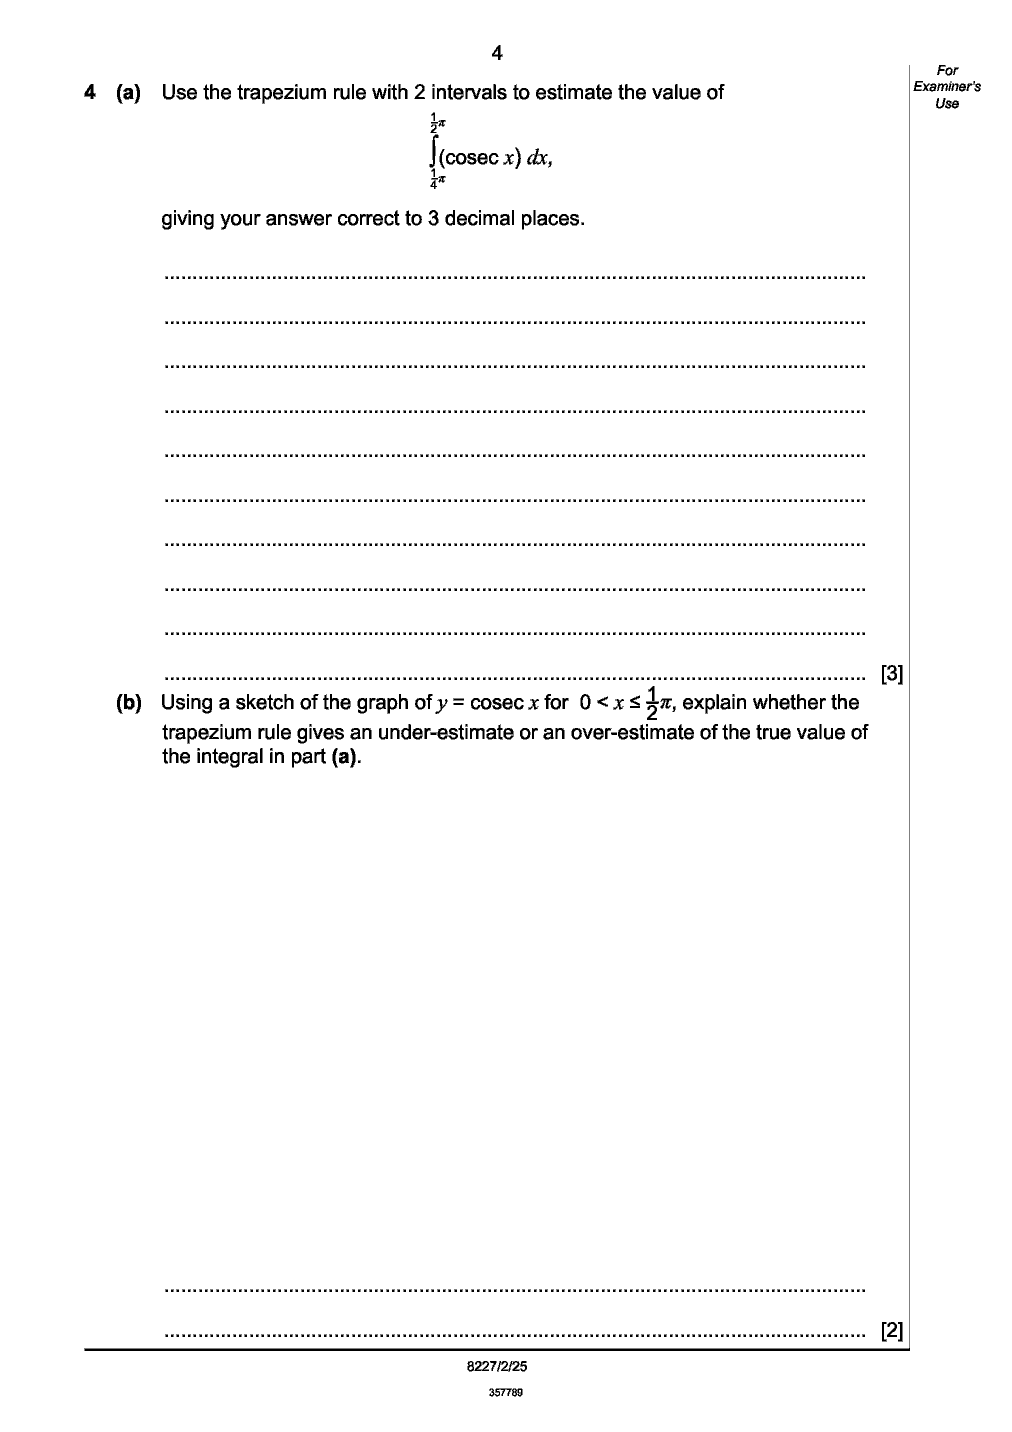 4
For
Examiner's
Use
4 (a) Use the trapezium rule with 2 intervals to estimate the value of
∫(cosec x) dx,
½π
¼π
giving your answer correct to 3 decimal places.
[3]
(b) Using a sketch of the graph of y = cosec x for 0 < x ≤ ½π, explain whether the
trapezium rule gives an under-estimate or an over-estimate of the true value of
the integral in part (a).
[2]
8227/2/25
357789